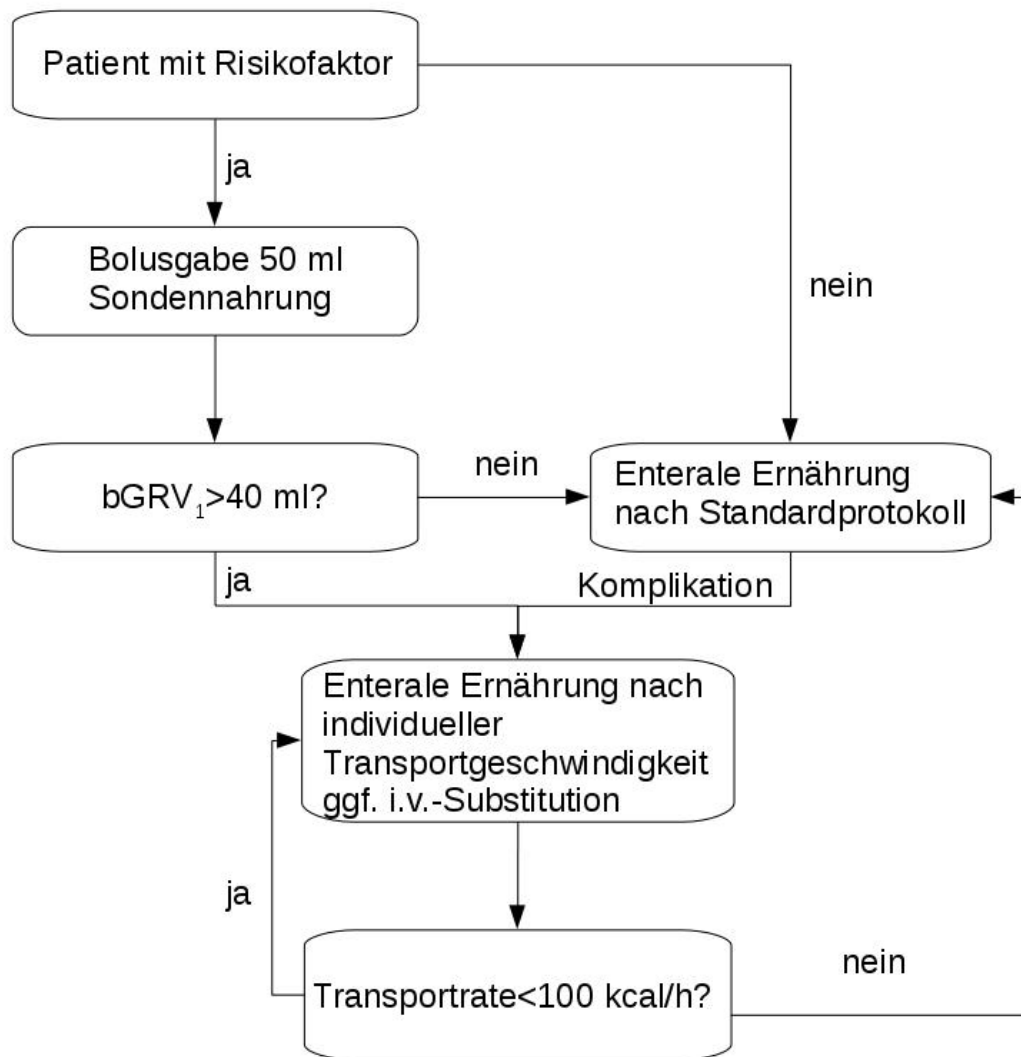 Patient mit Risikofaktor
ja
nein
Bolusgabe 50 ml
Sondennahrung
bGRV₁>40 ml?
nein
Enterale Ernährung
nach Standardprotokoll
ja
Komplikation
Enterale Ernährung nach
individueller
Transportgeschwindigkeit
ggf. i.v.-Substitution
ja
Transportrate<100 kcal/h?
nein